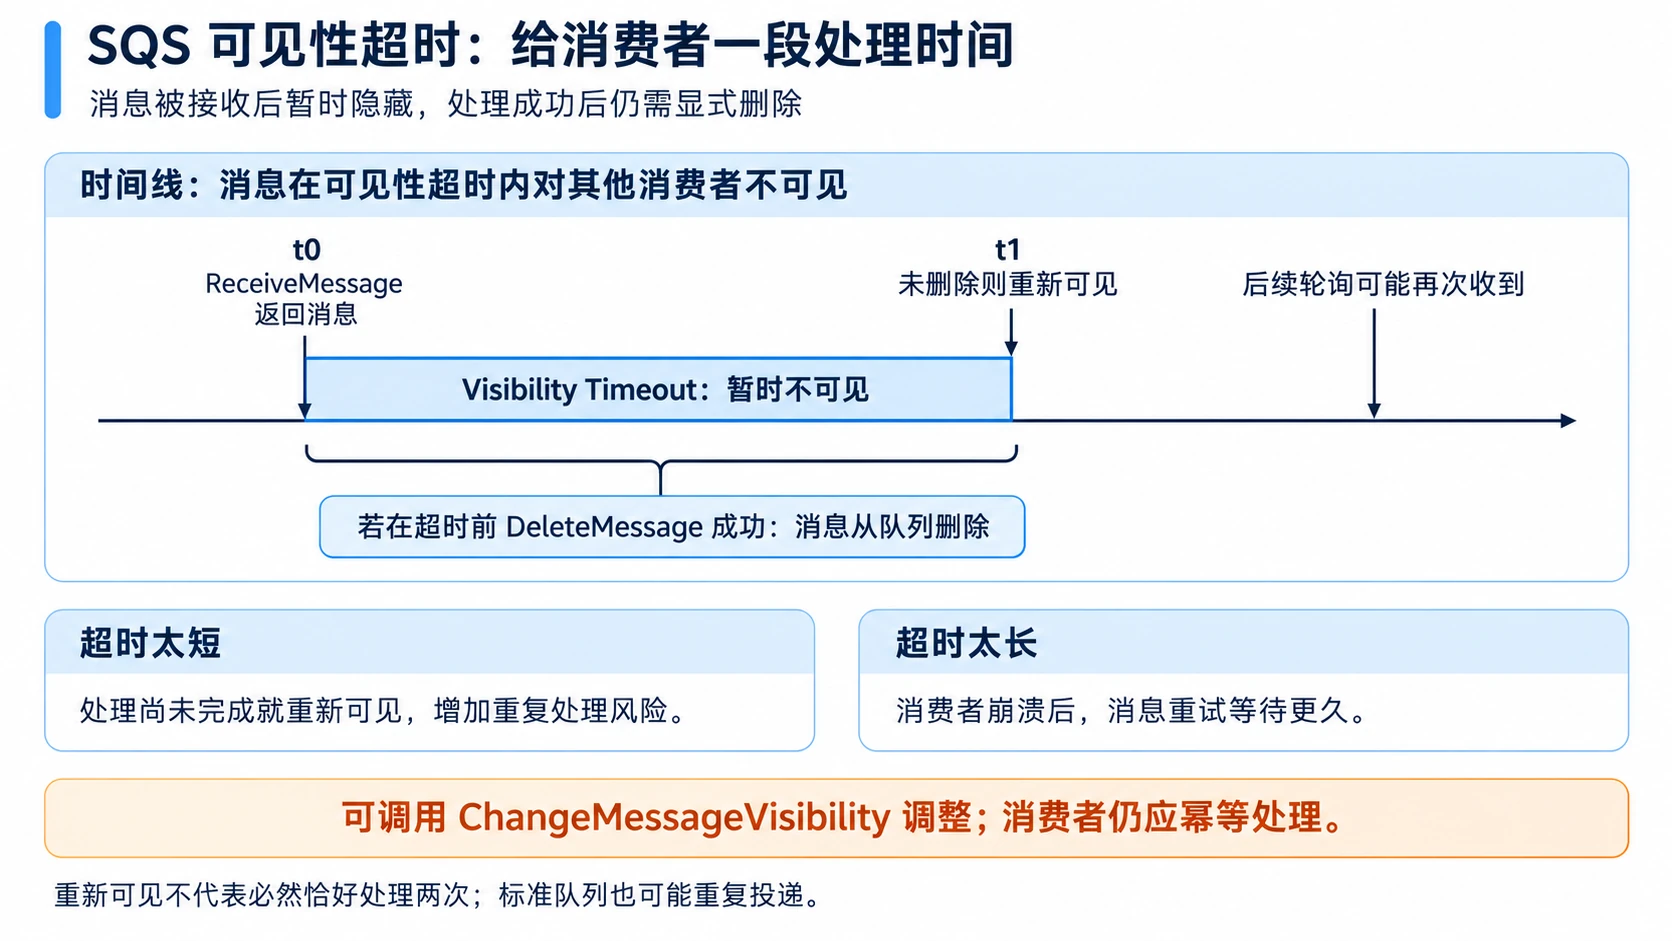 SQS 可见性超时：给消费者一段处理时间
消息被接收后暂时隐藏，处理成功后仍需显式删除
时间线：消息在可见性超时内对其他消费者不可见
t0
ReceiveMessage
返回消息
t1
未删除则重新可见
后续轮询可能再次收到
Visibility Timeout：暂时不可见
若在超时前 DeleteMessage 成功：消息从队列删除
超时太短
处理尚未完成就重新可见，增加重复处理风险。
超时太长
消费者崩溃后，消息重试等待更久。
可调用 ChangeMessageVisibility 调整；消费者仍应幂等处理。
重新可见不代表必然恰好处理两次；标准队列也可能重复投递。